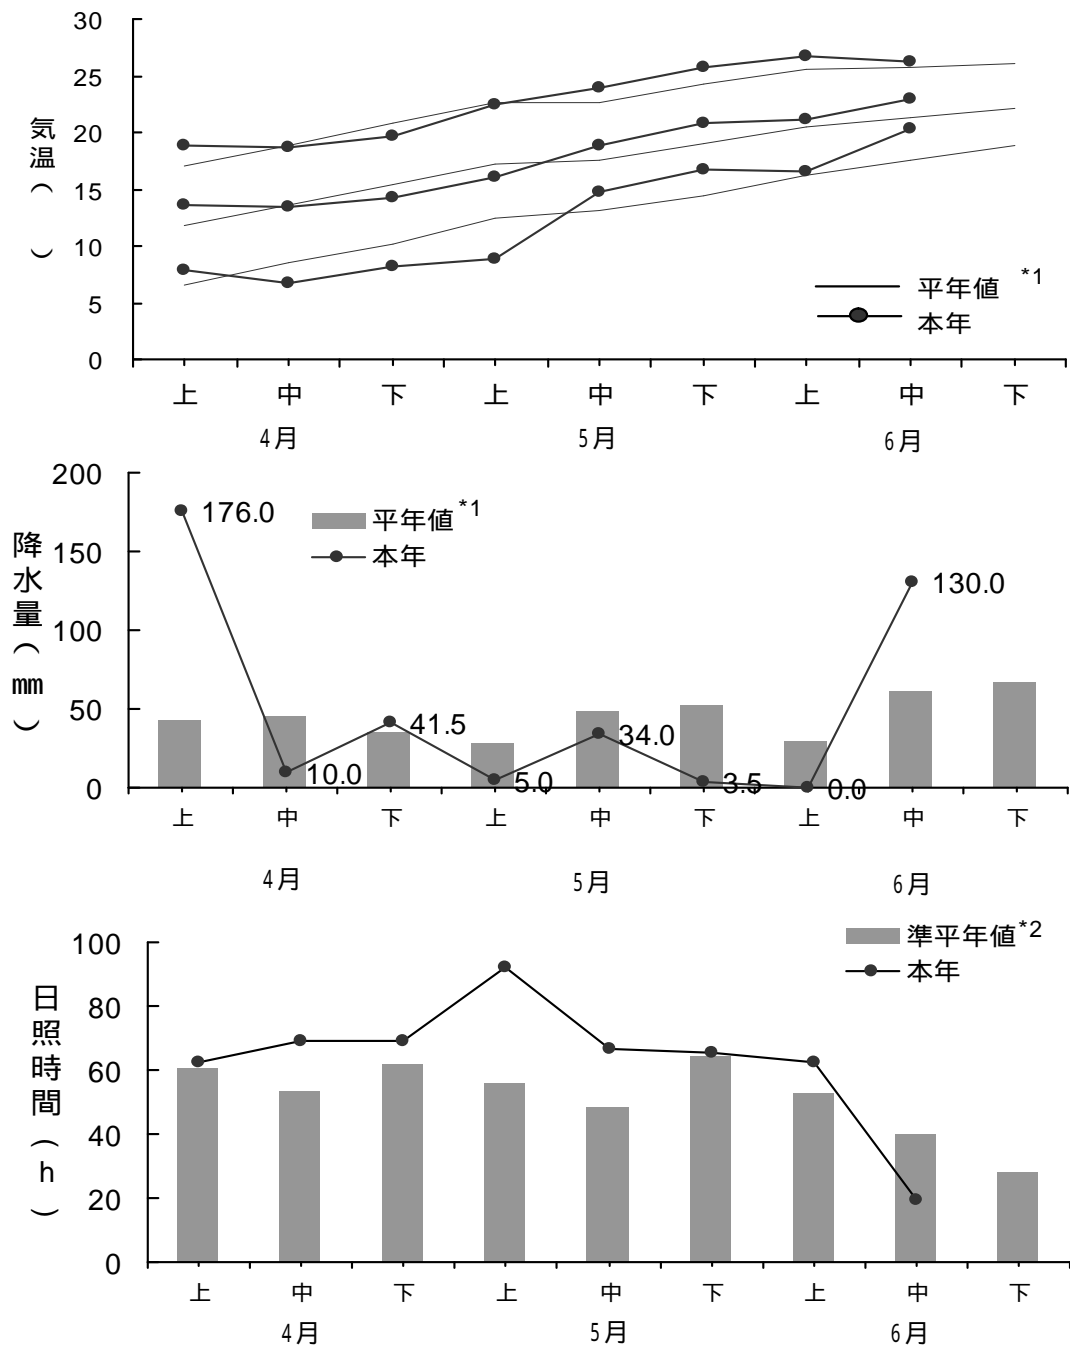 30
25
20
15
10
5
0
気温( )
平年値 *1
本年
上 中 下 上 中 下 上 中 下
4月 5月 6月
200
150
100
50
0
降水量(㎜)
平年値*1
本年
176.0
10.0
41.5
5.0
34.0
3.5
0.0
130.0
上 中 下 上 中 下 上 中 下
4月 5月 6月
100
80
60
40
20
0
日照時間(h)
準平年値*2
本年
上 中 下 上 中 下 上 中 下
4月 5月 6月